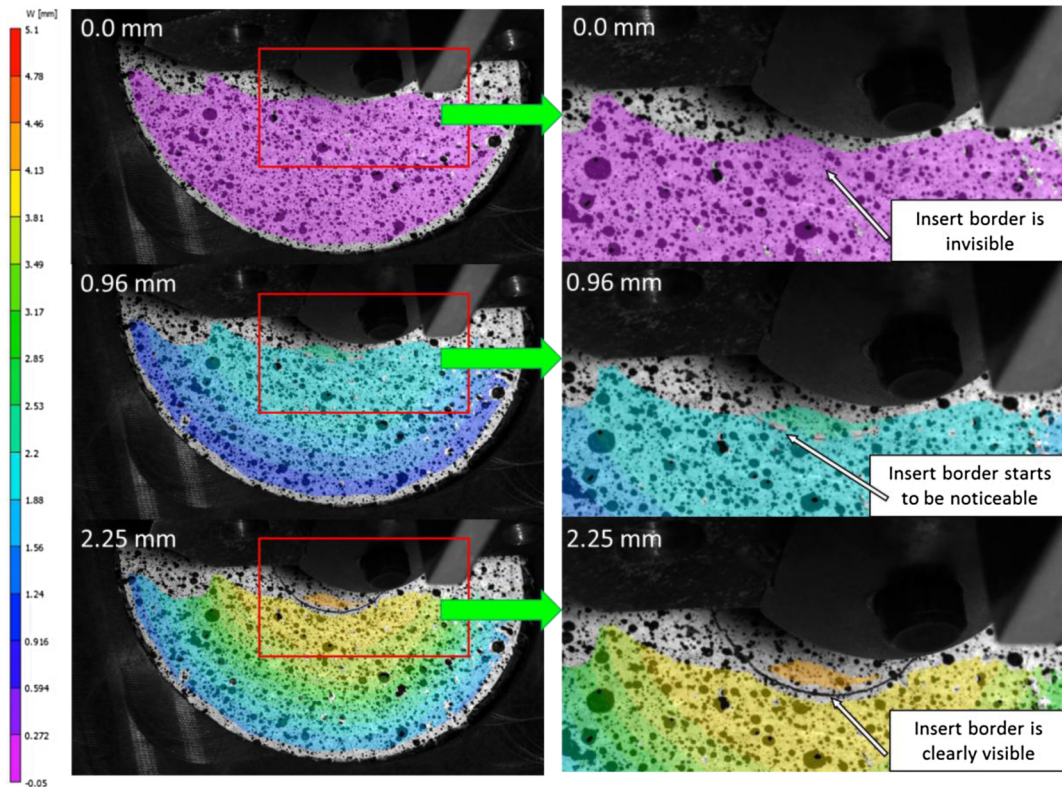 W [mm]
5.1
4.78
4.46
4.13
3.81
3.49
3.17
2.85
2.53
2.2
1.88
1.56
1.24
0.916
0.594
0.272
-0.05
0.0 mm
0.0 mm
Insert border is
invisible
0.96 mm
0.96 mm
Insert border starts
to be noticeable
2.25 mm
2.25 mm
Insert border is
clearly visible